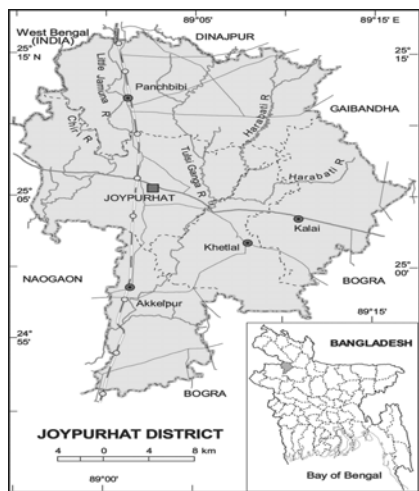 89°05'
89°15'E
West Bengal
(INDIA)
DINAJPUR
25°
15'N
25°
15'
Little Jamuna R
Panchbibi
GAIBANDHA
Chiri R
Tulsi Ganga R
Harabati R
Harabati R
25°
05'
JOYPURHAT
Kalai
Khetlal
25°
00'
NAOGAON
BOGRA
Akkelpur
89°15'
24°
55'
BANGLADESH
BOGRA
JOYPURHAT DISTRICT
4 0 4 8 km
Bay of Bengal
89°00'